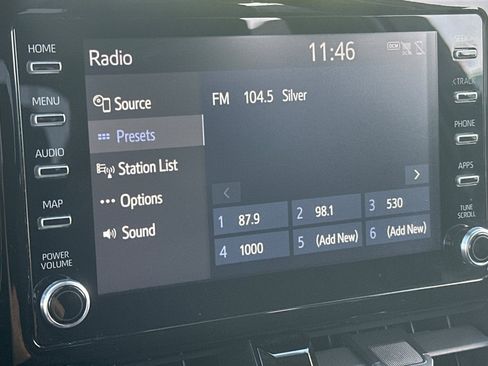 HOME
MENU
AUDIO
MAP
POWER
VOLUME
Radio
11:46
DCM
Source
Presets
Station List
Options
Sound
FM 104.5 Silver
<
>
1 87.9
2 98.1
3 530
4 1000
5 (Add New)
6 (Add New)
SEEK>
<TRACK
PHONE
APPS
TUNE
SCROLL